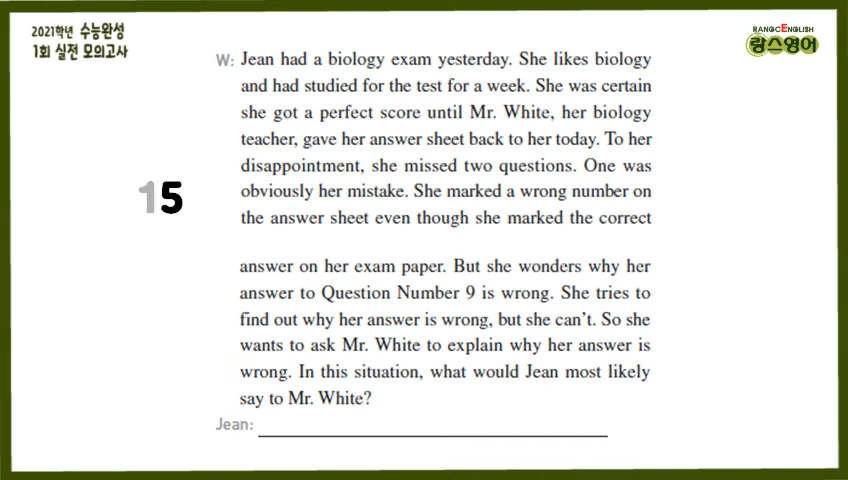 2021학년 수능완성
1회 실전 모의고사
RANGCENGLISH
랑스영어
15
W: Jean had a biology exam yesterday. She likes biology
and had studied for the test for a week. She was certain
she got a perfect score until Mr. White, her biology
teacher, gave her answer sheet back to her today. To her
disappointment, she missed two questions. One was
obviously her mistake. She marked a wrong number on
the answer sheet even though she marked the correct
answer on her exam paper. But she wonders why her
answer to Question Number 9 is wrong. She tries to
find out why her answer is wrong, but she can't. So she
wants to ask Mr. White to explain why her answer is
wrong. In this situation, what would Jean most likely
say to Mr. White?
Jean: